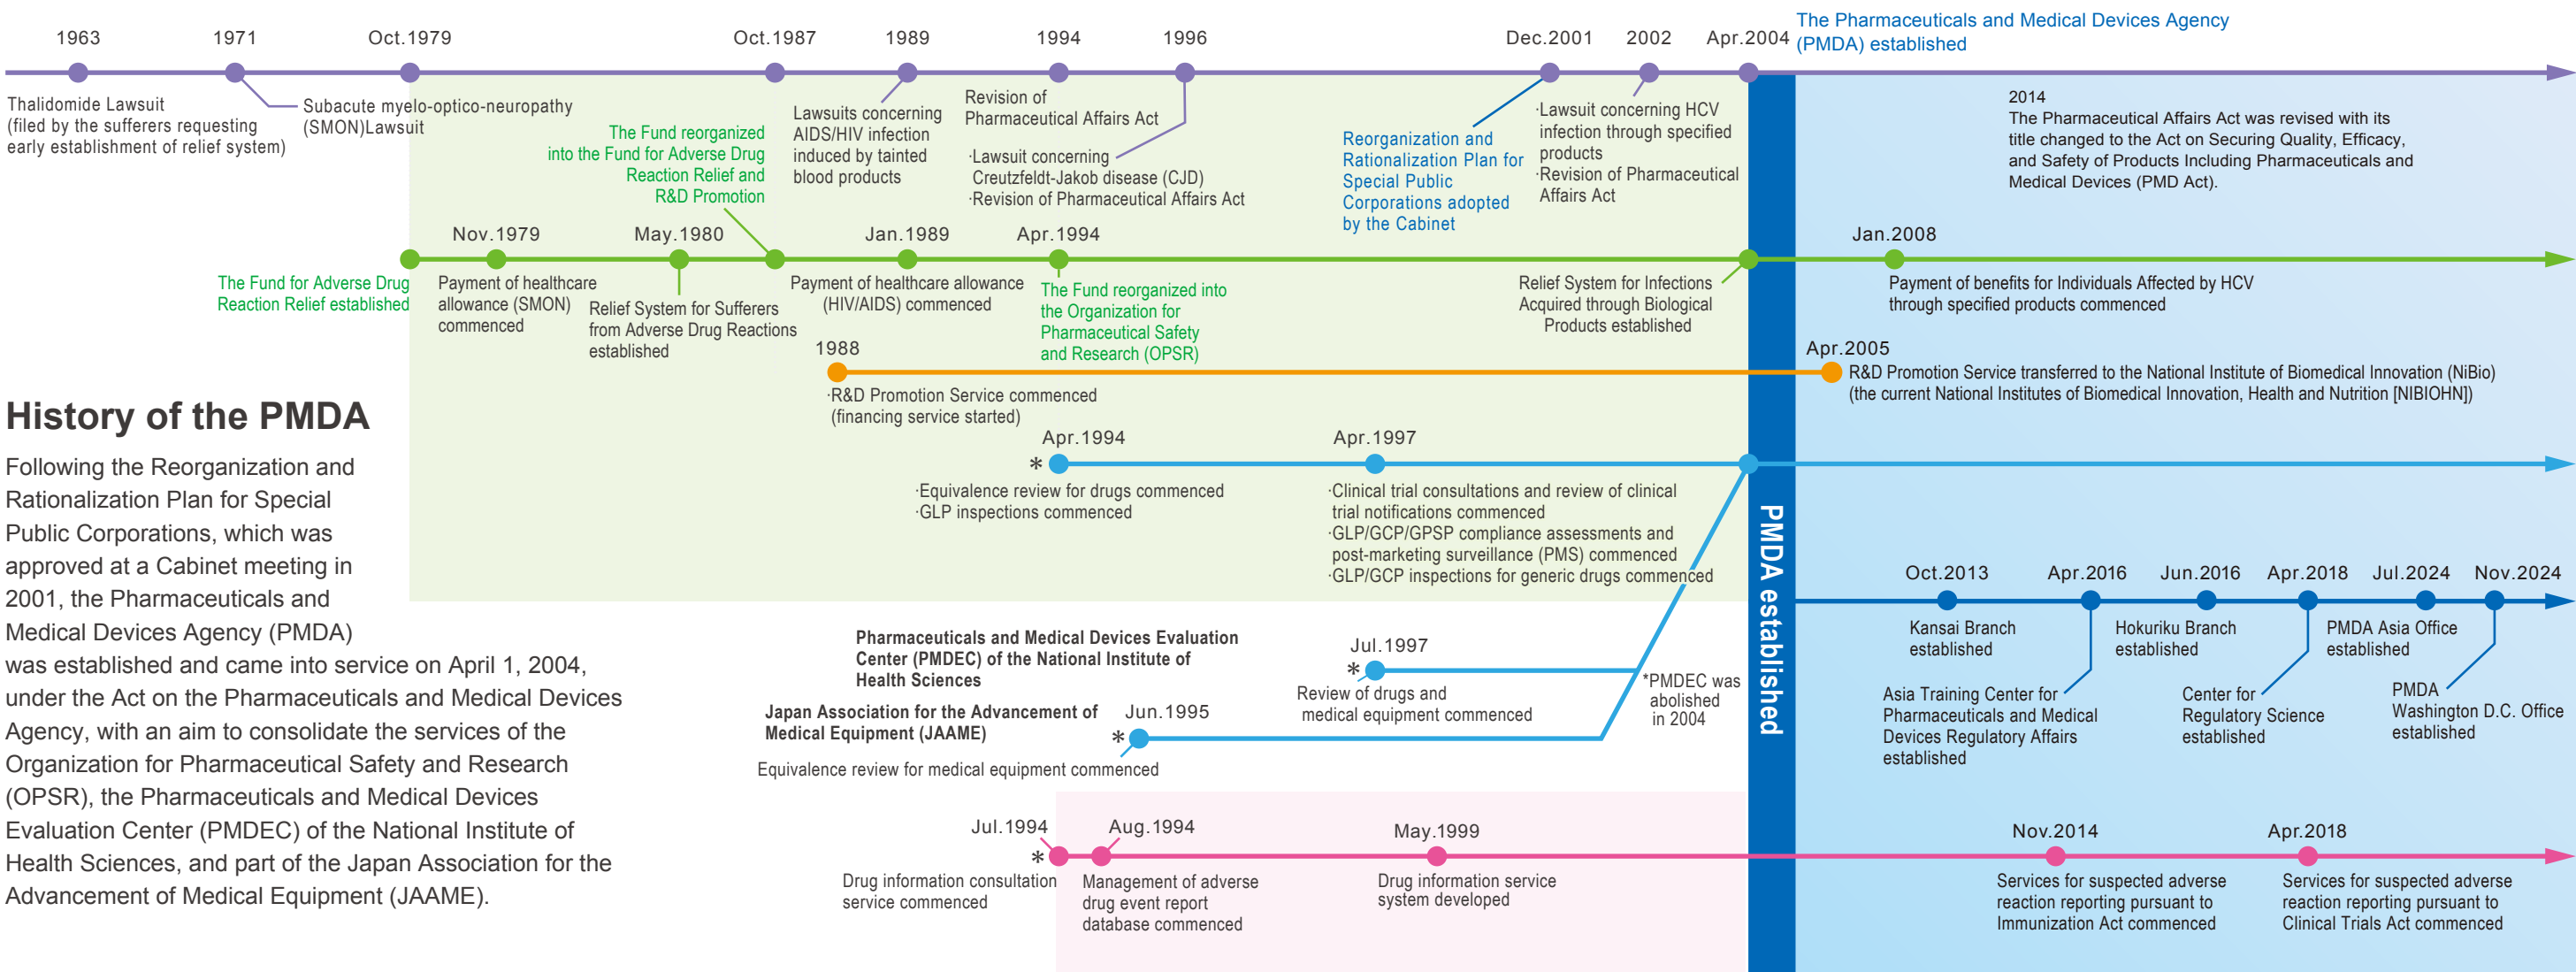 The Pharmaceuticals and Medical Devices Agency
(PMDA) established
1963
1971
Oct.1979
Oct.1987
1989
1994
1996
Dec.2001
2002
Apr.2004
Thalidomide Lawsuit
(filed by the sufferers requesting
early establishment of relief system)
Subacute myelo-optico-neuropathy
(SMON)Lawsuit
The Fund reorganized
into the Fund for Adverse Drug
Reaction Relief and
R&D Promotion
Lawsuits concerning
AIDS/HIV infection
induced by tainted
blood products
Revision of
Pharmaceutical Affairs Act
·Lawsuit concerning
Creutzfeldt-Jakob disease (CJD)
·Revision of Pharmaceutical Affairs Act
Reorganization and
Rationalization Plan for
Special Public
Corporations adopted
by the Cabinet
·Lawsuit concerning HCV
infection through specified
products
·Revision of Pharmaceutical
Affairs Act
2014
The Pharmaceutical Affairs Act was revised with its
title changed to the Act on Securing Quality, Efficacy,
and Safety of Products Including Pharmaceuticals and
Medical Devices (PMD Act).
Nov.1979
May.1980
Jan.1989
Apr.1994
Jan.2008
The Fund for Adverse Drug
Reaction Relief established
Payment of healthcare
allowance (SMON)
commenced
Relief System for Sufferers
from Adverse Drug Reactions
established
Payment of healthcare allowance
(HIV/AIDS) commenced
The Fund reorganized into
the Organization for
Pharmaceutical Safety
and Research (OPSR)
Relief System for Infections
Acquired through Biological
Products established
Payment of benefits for Individuals Affected by HCV
through specified products commenced
1988
·R&D Promotion Service commenced
(financing service started)
Apr.2005
R&D Promotion Service transferred to the National Institute of Biomedical Innovation (NiBio)
(the current National Institutes of Biomedical Innovation, Health and Nutrition [NIBIOHN])
History of the PMDA
Following the Reorganization and
Rationalization Plan for Special
Public Corporations, which was
approved at a Cabinet meeting in
2001, the Pharmaceuticals and
Medical Devices Agency (PMDA)
was established and came into service on April 1, 2004,
under the Act on the Pharmaceuticals and Medical Devices
Agency, with an aim to consolidate the services of the
Organization for Pharmaceutical Safety and Research
(OPSR), the Pharmaceuticals and Medical Devices
Evaluation Center (PMDEC) of the National Institute of
Health Sciences, and part of the Japan Association for the
Advancement of Medical Equipment (JAAME).
Apr.1994
*
·Equivalence review for drugs commenced
·GLP inspections commenced
Apr.1997
·Clinical trial consultations and review of clinical
trial notifications commenced
·GLP/GCP/GPSP compliance assessments and
post-marketing surveillance (PMS) commenced
·GLP/GCP inspections for generic drugs commenced
PMDA established
Pharmaceuticals and Medical Devices Evaluation
Center (PMDEC) of the National Institute of
Health Sciences
Jul.1997
*
Review of drugs and
medical equipment commenced
*PMDEC was
abolished
in 2004
Japan Association for the Advancement of
Medical Equipment (JAAME)
Jun.1995
*
Equivalence review for medical equipment commenced
Oct.2013
Apr.2016
Jun.2016
Apr.2018
Jul.2024
Nov.2024
Kansai Branch
established
Hokuriku Branch
established
PMDA Asia Office
established
Asia Training Center for
Pharmaceuticals and Medical
Devices Regulatory Affairs
established
Center for
Regulatory Science
established
PMDA
Washington D.C. Office
established
Jul.1994
*
Aug.1994
May.1999
Nov.2014
Apr.2018
Drug information consultation
service commenced
Management of adverse
drug event report
database commenced
Drug information service
system developed
Services for suspected adverse
reaction reporting pursuant to
Immunization Act commenced
Services for suspected adverse
reaction reporting pursuant to
Clinical Trials Act commenced